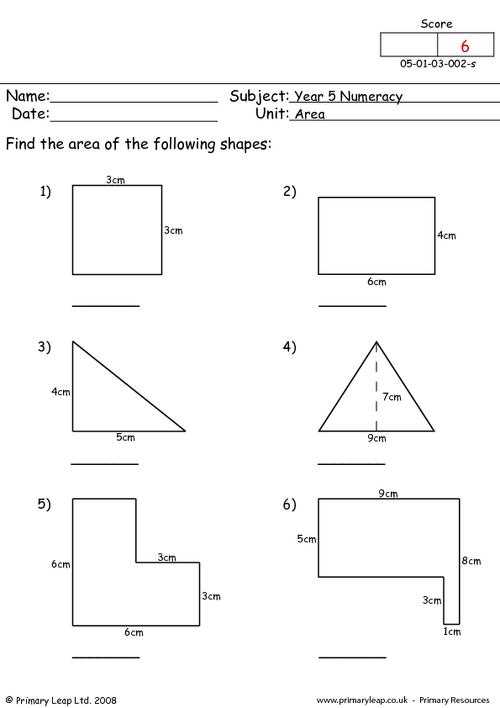 Score
6
05-01-03-002-s
Name: Subject: Year 5 Numeracy
Date: Unit: Area
Find the area of the following shapes:
1) 3cm 3cm
2) 4cm 6cm
3) 4cm 5cm
4) 7cm 9cm
5) 6cm 3cm 3cm 6cm
6) 9cm 5cm 8cm 3cm 1cm
© Primary Leap Ltd. 2008 www.primaryleap.co.uk - Primary Resources